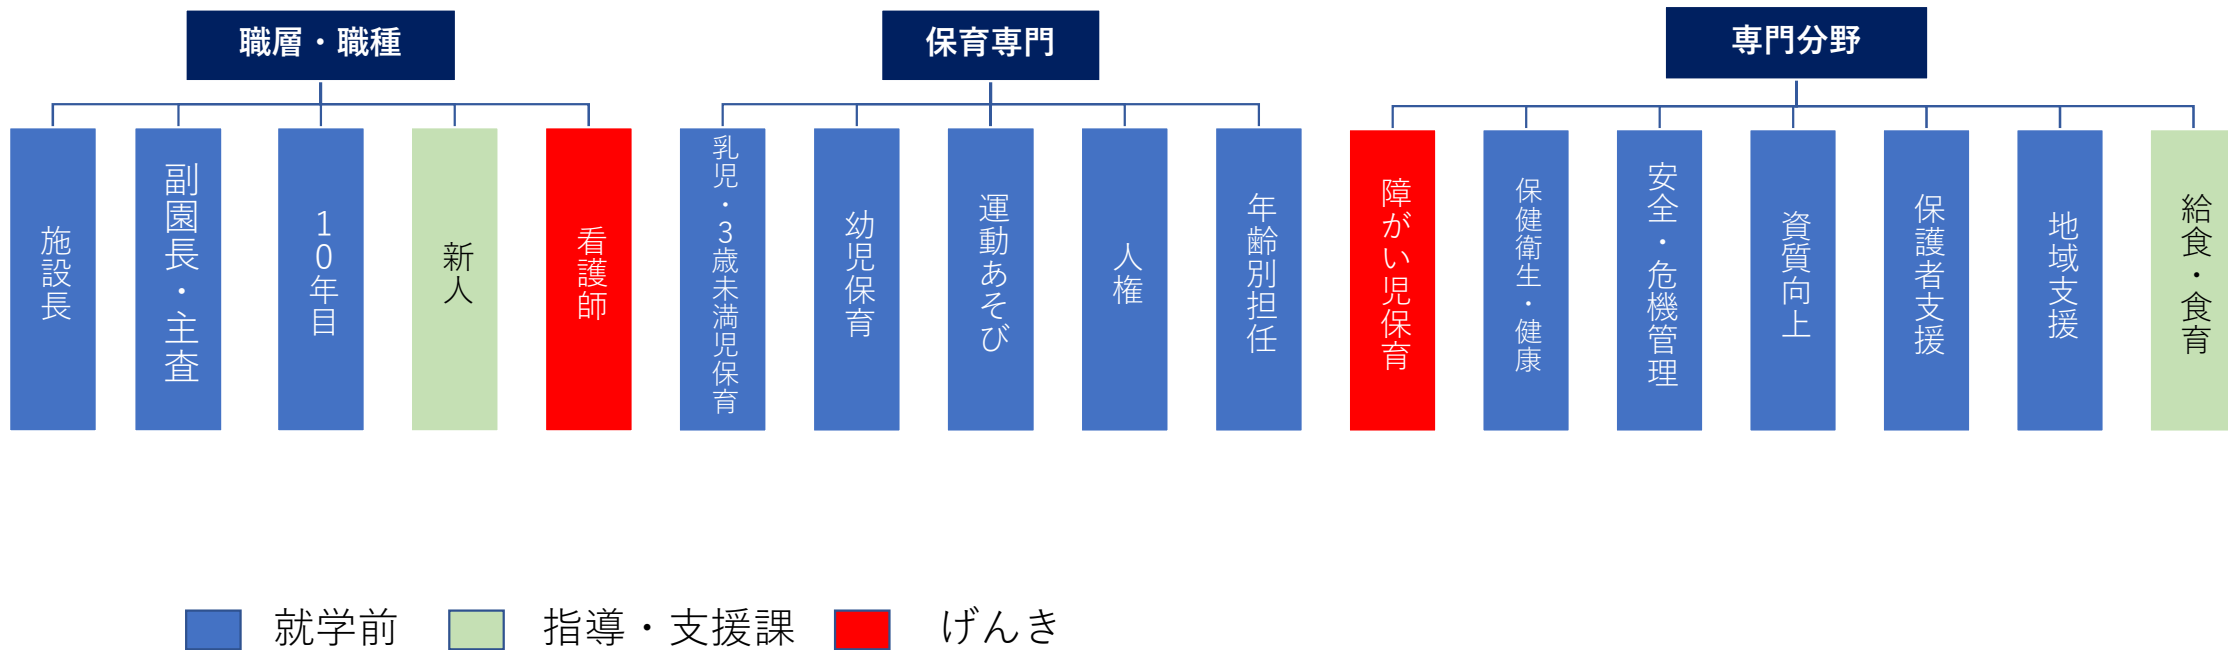 職層・職種
施設長
副園長・主査
10年目
新人
看護師
保育専門
乳児・3歳未満児保育
幼児保育
運動あそび
人権
年齢別担任
専門分野
障がい児保育
保健衛生・健康
安全・危機管理
資質向上
保護者支援
地域支援
給食・食育
就学前
指導・支援課
げんき